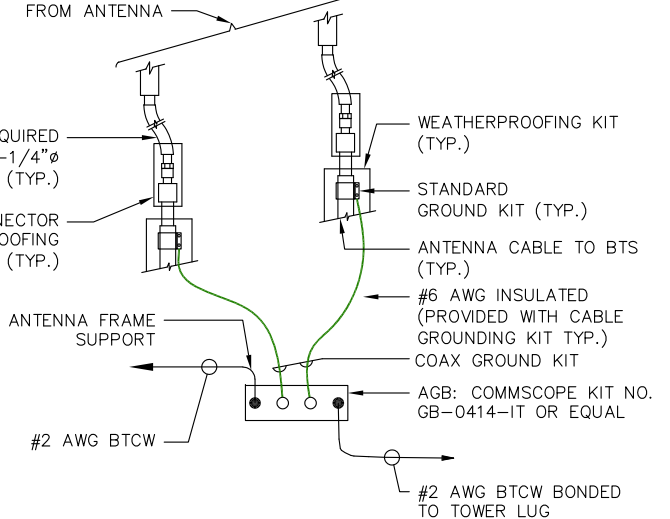 FROM ANTENNA
QUIRED
-1/4"ø
(TYP.)
NECTOR
OOFING
(TYP.)
WEATHERPROOFING KIT
(TYP.)
STANDARD
GROUND KIT (TYP.)
ANTENNA CABLE TO BTS
(TYP.)
#6 AWG INSULATED
(PROVIDED WITH CABLE
GROUNDING KIT TYP.)
ANTENNA FRAME
SUPPORT
COAX GROUND KIT
AGB: COMMSCOPE KIT NO.
GB-0414-IT OR EQUAL
#2 AWG BTCW
#2 AWG BTCW BONDED
TO TOWER LUG